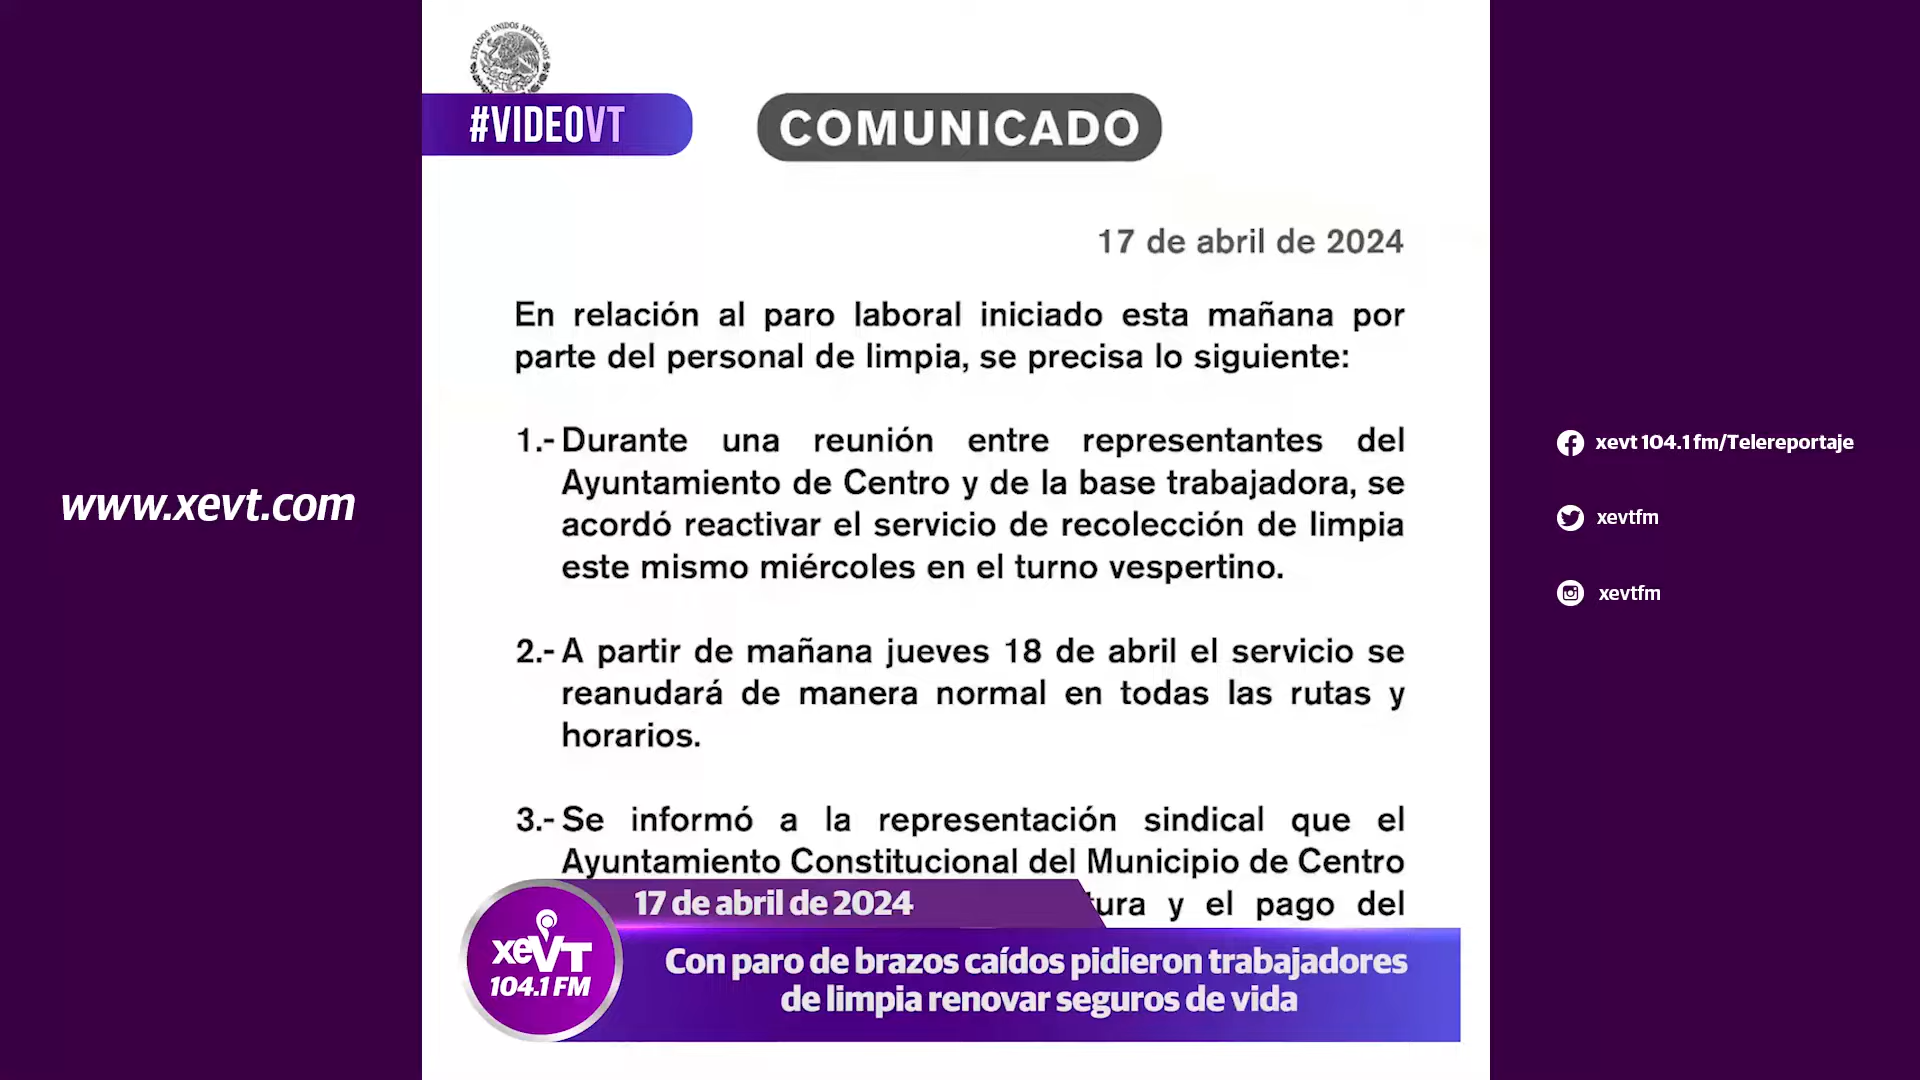 ESTADOS UNIDOS MEXICANOS
#VIDEOVT
COMUNICADO
17 de abril de 2024
En relación al paro laboral iniciado esta mañana por
parte del personal de limpia, se precisa lo siguiente:
1.- Durante una reunión entre representantes del
Ayuntamiento de Centro y de la base trabajadora, se
acordó reactivar el servicio de recolección de limpia
este mismo miércoles en el turno vespertino.
2.- A partir de mañana jueves 18 de abril el servicio se
reanudará de manera normal en todas las rutas y
horarios.
3.- Se informó a la representación sindical que el
Ayuntamiento Constitucional del Municipio de Centro
y el pago del
17 de abril de 2024
Con paro de brazos caídos pidieron trabajadores
de limpia renovar seguros de vida
xeVT
104.1 FM
www.xevt.com
xevt 104.1 fm/Telereportaje
xevtfm
xevtfm